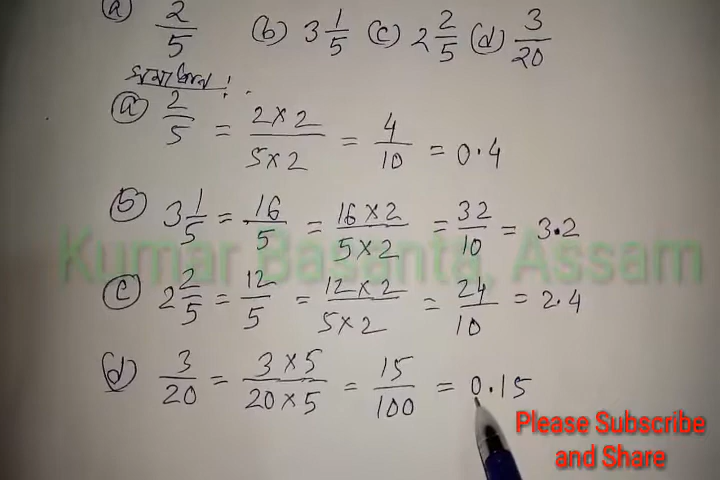 (a) 2/5 (b) 3 1/5 (c) 2 2/5 (d) 3/20
সমাধান :
(a) 2/5 = 2×2/5×2 = 4/10 = 0.4
(b) 3 1/5 = 16/5 = 16×2/5×2 = 32/10 = 3.2
Kumar Basanta, Assam
(c) 2 2/5 = 12/5 = 12×2/5×2 = 24/10 = 2.4
(d) 3/20 = 3×5/20×5 = 15/100 = 0.15
Please Subscribe
and Share